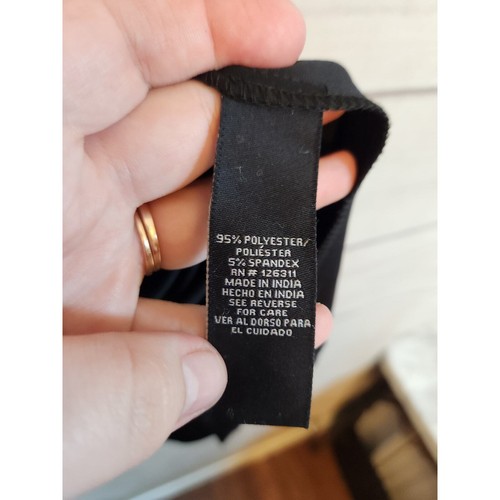 95% POLYESTER/
POLIÉSTER
5% SPANDEX
RN # 126311
MADE IN INDIA
HECHO EN INDIA
SEE REVERSE
FOR CARE
VER AL DORSO PARA
EL CUIDADO